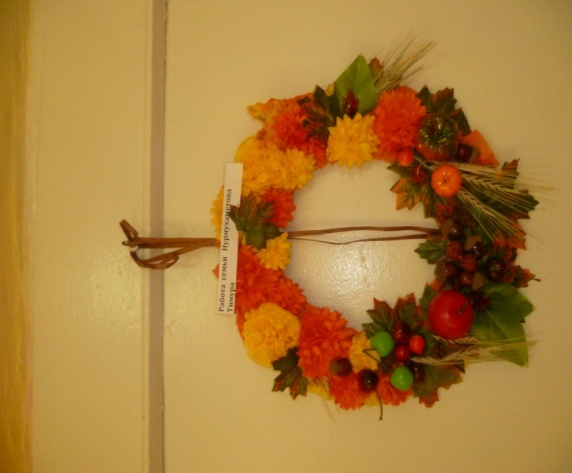 Работа семьи Нурмухаметова
Тимура